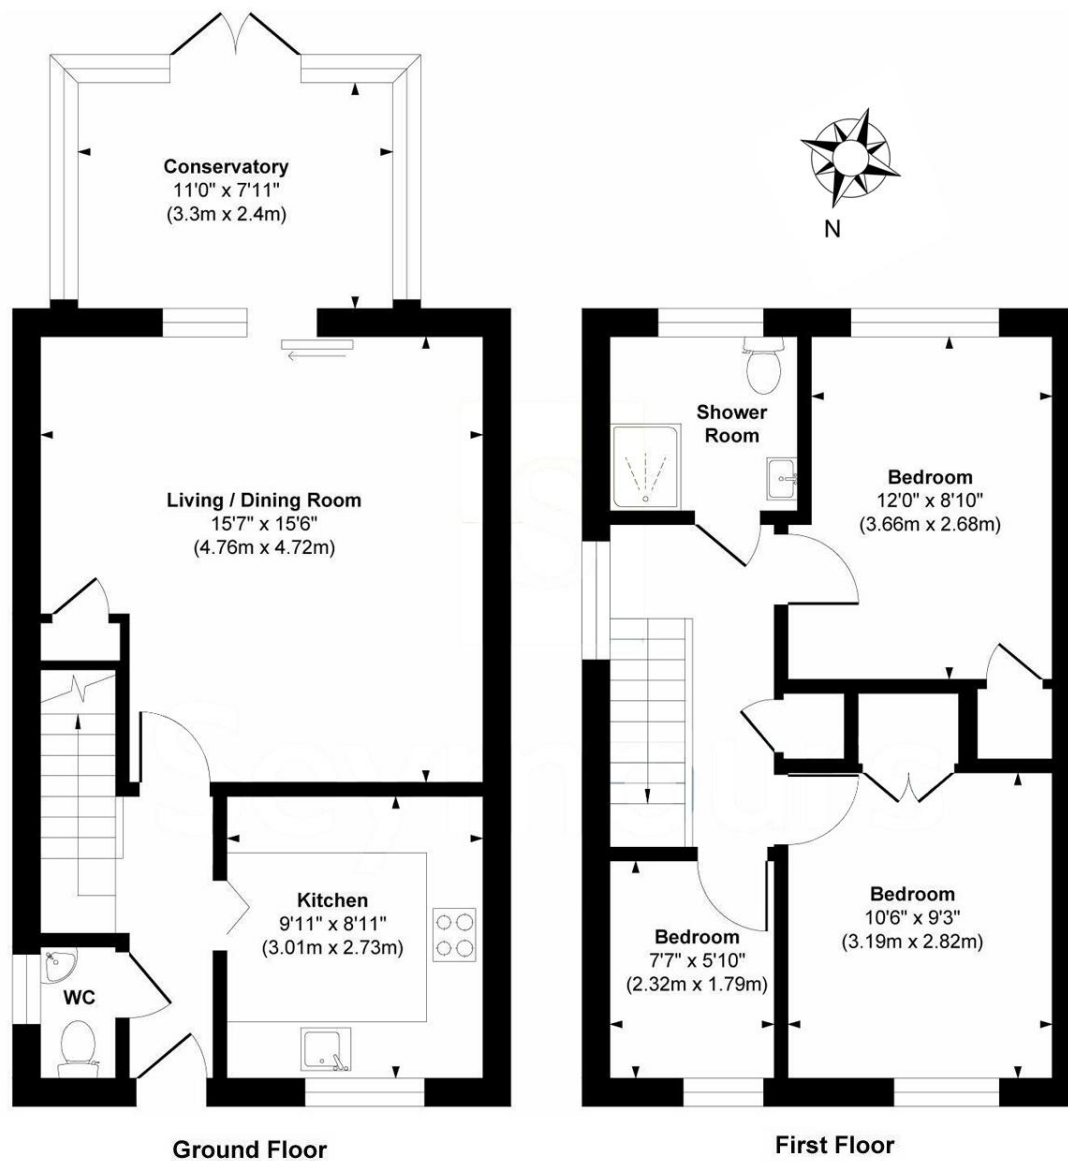 Conservatory
11'0" x 7'11"
(3.3m x 2.4m)
N
Living / Dining Room
15'7" x 15'6"
(4.76m x 4.72m)
Shower
Room
Bedroom
12'0" x 8'10"
(3.66m x 2.68m)
Kitchen
9'11" x 8'11"
(3.01m x 2.73m)
WC
Bedroom
7'7" x 5'10"
(2.32m x 1.79m)
Bedroom
10'6" x 9'3"
(3.19m x 2.82m)
Seymours
Ground Floor
First Floor